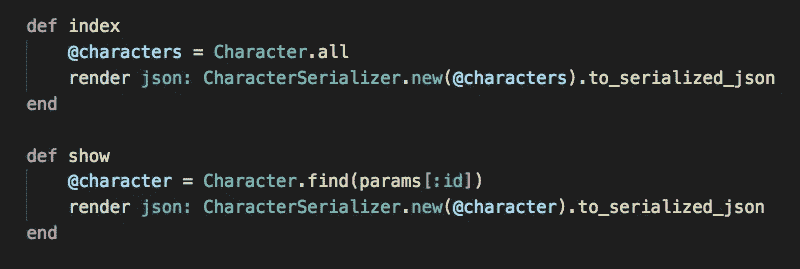 def index
    @characters = Character.all
    render json: CharacterSerializer.new(@characters).to_serialized_json
end

def show
    @character = Character.find(params[:id])
    render json: CharacterSerializer.new(@character).to_serialized_json
end